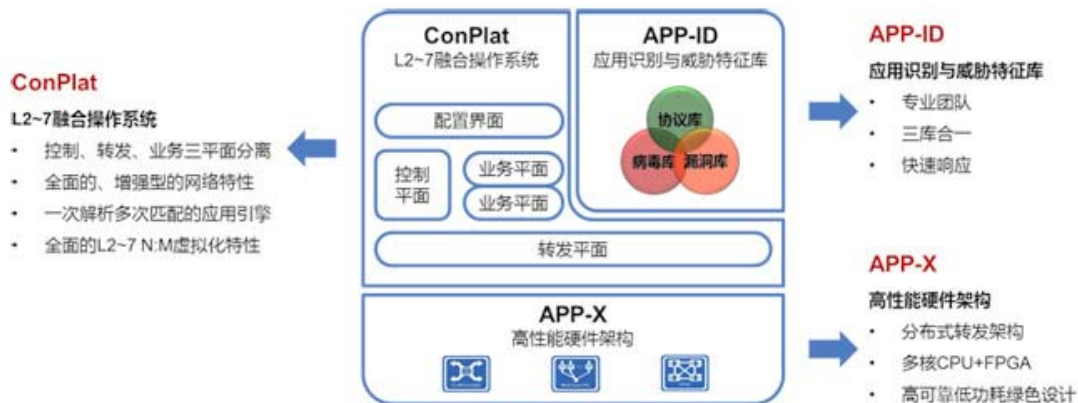 ConPlat
L2~7融合操作系统
• 控制、转发、业务三平面分离
• 全面的、增强型的网络特性
• 一次解析多次匹配的应用引擎
• 全面的L2~7 N:M虚拟化特性
ConPlat
L2~7融合操作系统
配置界面
控制
平面
业务平面
业务平面
转发平面
APP-ID
应用识别与威胁特征库
协议库
病毒库
漏洞库
APP-X
高性能硬件架构
APP-ID
应用识别与威胁特征库
• 专业团队
• 三库合一
• 快速响应
APP-X
高性能硬件架构
• 分布式转发架构
• 多核CPU+FPGA
• 高可靠低功耗绿色设计